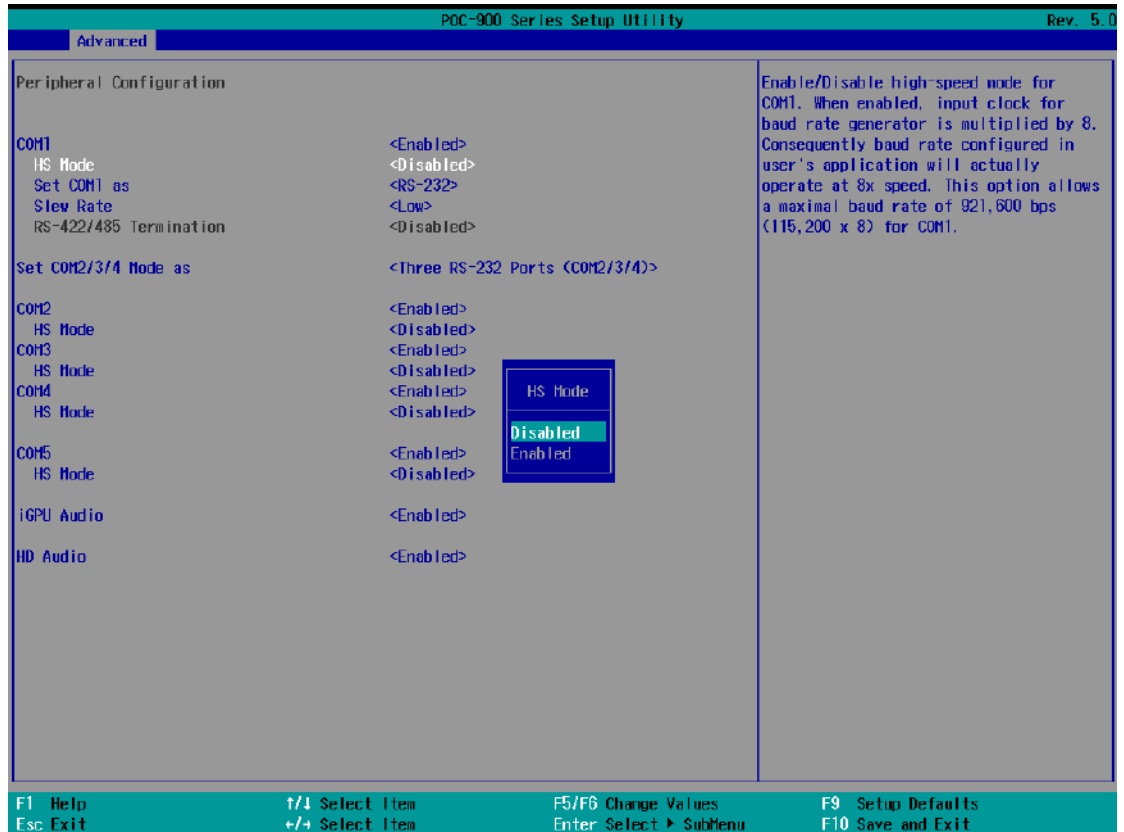 POC-900 Series Setup Utility Rev. 5.0
Advanced
Peripheral Configuration
COM1 <Enabled>
HS Mode <Disabled>
Set COM1 as <RS-232>
Slew Rate <Low>
RS-422/485 Termination <Disabled>
Set COM2/3/4 Mode as <Three RS-232 Ports (COM2/3/4)>
COM2 <Enabled>
HS Mode <Disabled>
COM3 <Enabled>
HS Mode <Disabled>
COM4 <Enabled>
HS Mode <Disabled>
COM5 <Enabled>
HS Mode <Disabled>
iGPU Audio <Enabled>
HD Audio <Enabled>
HS Mode
Disabled
Enabled
Enable/Disable high-speed mode for
COM1. When enabled, input clock for
baud rate generator is multiplied by 8.
Consequently baud rate configured in
user's application will actually
operate at 8x speed. This option allows
a maximal baud rate of 921,600 bps
(115,200 x 8) for COM1.
F1 Help ↑/↓ Select Item F5/F6 Change Values F9 Setup Defaults
Esc Exit ←/→ Select Item Enter Select ▶ SubMenu F10 Save and Exit